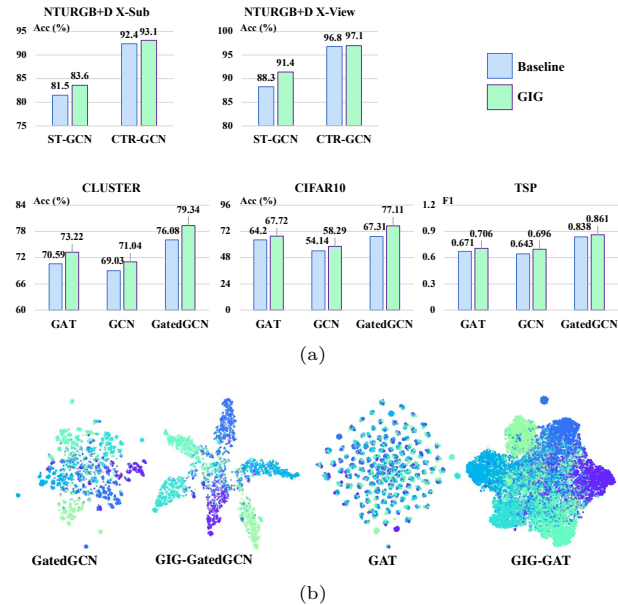 NTURGB+D X-Sub
NTURGB+D X-View
Acc (%)
Acc (%)
95
90
85
80
75
81.5
83.6
92.4
93.1
ST-GCN
CTR-GCN
100
95
90
85
80
88.3
91.4
96.8
97.1
ST-GCN
CTR-GCN
Baseline
GIG
CLUSTER
Acc (%)
84
78
72
66
60
70.59
73.22
69.03
71.04
76.08
79.34
GAT
GCN
GatedGCN
CIFAR10
Acc (%)
96
72
48
24
0
64.2
67.72
54.14
58.29
67.31
77.11
GAT
GCN
GatedGCN
TSP
F1
1.2
0.9
0.6
0.3
0
0.671
0.706
0.643
0.696
0.838
0.861
GAT
GCN
GatedGCN
(a)
GatedGCN
GIG-GatedGCN
GAT
GIG-GAT
(b)